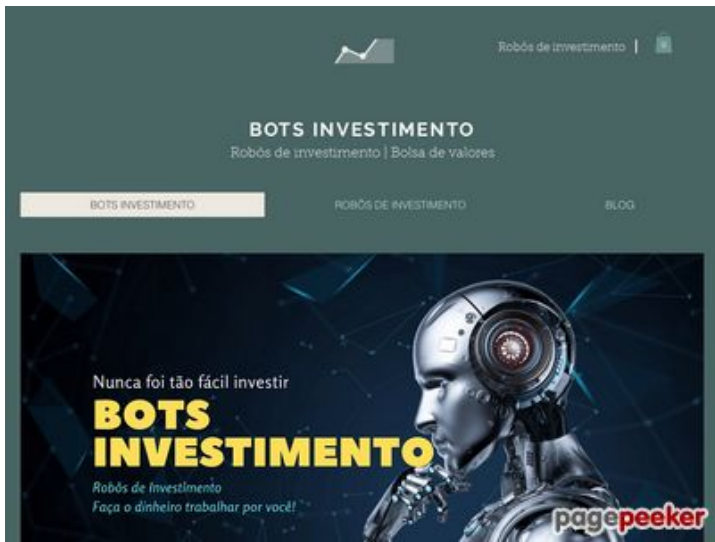 Robôs de investimento |
BOTS INVESTIMENTO
Robôs de investimento | Bolsa de valores
BOTS INVESTIMENTO
ROBÔS DE INVESTIMENTO
BLOG
Nunca foi tão fácil investir
BOTS
INVESTIMENTO
Robôs de Investimento
Faça o dinheiro trabalhar por você!
pagepeeker